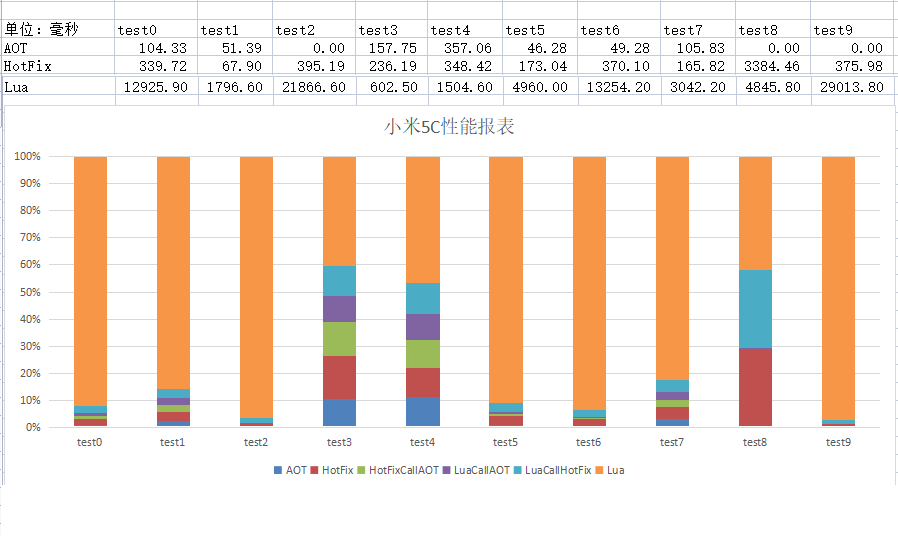 单位：毫秒 test0 test1 test2 test3 test4 test5 test6 test7 test8 test9
AOT 104.33 51.39 0.00 157.75 357.06 46.28 49.28 105.83 0.00 0.00
HotFix 339.72 67.90 395.19 236.19 348.42 173.04 370.10 165.82 3384.46 375.98
Lua 12925.90 1796.60 21866.60 602.50 1504.60 4960.00 13254.20 3042.20 4845.80 29013.80
小米5C性能报表
100%
90%
80%
70%
60%
50%
40%
30%
20%
10%
0%
test0 test1 test2 test3 test4 test5 test6 test7 test8 test9
AOT HotFix HotFixCallAOT LuaCallAOT LuaCallHotFix Lua